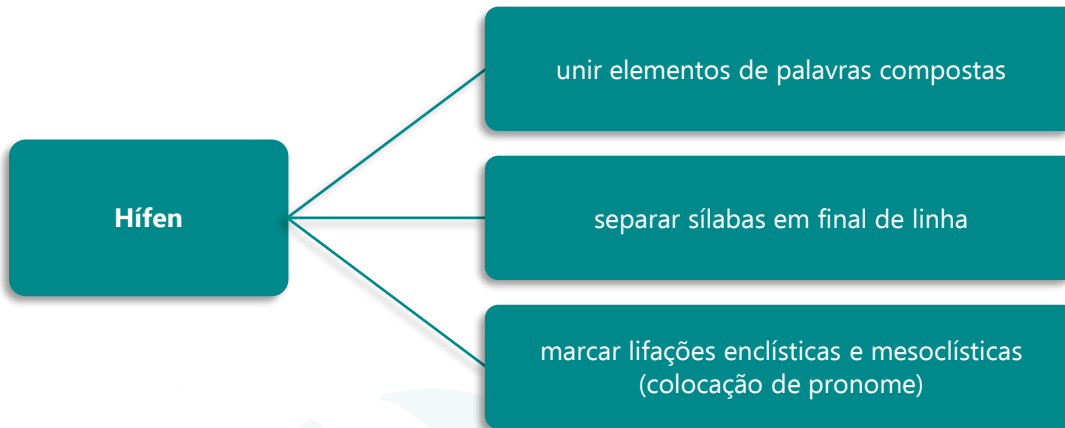 unir elementos de palavras compostas
Hífen
separar sílabas em final de linha
marcar lifações enclísticas e mesoclísticas
(colocação de pronome)